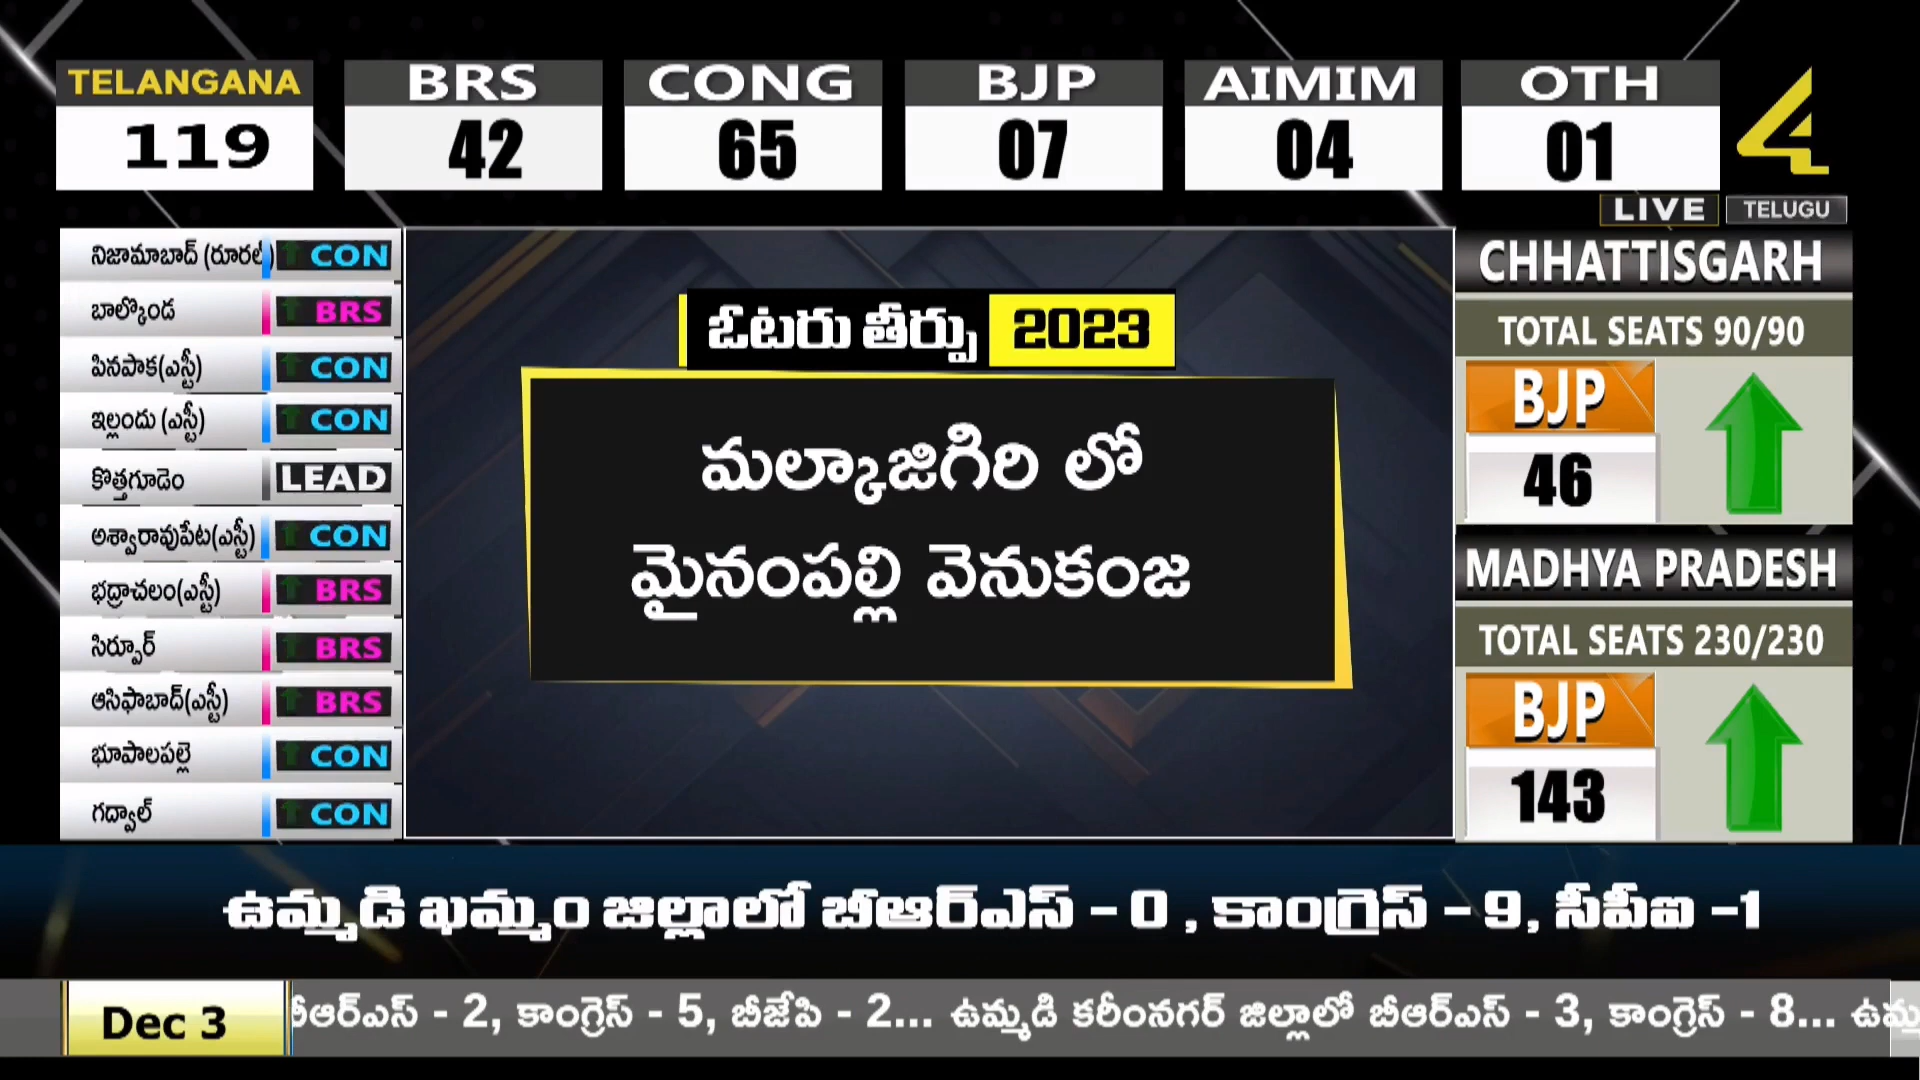 TELANGANA
119
BRS
42
CONG
65
BJP
07
AIMIM
04
OTH
01
LIVE TELUGU
నిజామాబాద్ (రూరల్) CON
బాల్కొండ BRS
పినపాక(ఎస్టీ) CON
ఇల్లందు (ఎస్టీ) CON
కొత్తగూడెం LEAD
అశ్వారావుపేట(ఎస్టీ) CON
భద్రాచలం(ఎస్టీ) BRS
సిర్పూర్ BRS
ఆసిఫాబాద్(ఎస్టీ) BRS
భూపాలపల్లె CON
గద్వాల్ CON
ఓటరు తీర్పు 2023
మల్కాజిగిరి లో
మైనంపల్లి వెనుకంజ
CHHATTISGARH
TOTAL SEATS 90/90
BJP
46
MADHYA PRADESH
TOTAL SEATS 230/230
BJP
143
ఉమ్మడి ఖమ్మం జిల్లాలో బీఆర్ఎస్ - 0 , కాంగ్రెస్ - 9, సీపీఐ -1
Dec 3
బీఆర్ఎస్ - 2, కాంగ్రెస్ - 5, బీజేపి - 2... ఉమ్మడి కరీంనగర్ జిల్లాలో బీఆర్ఎస్ - 3, కాంగ్రెస్ - 8...